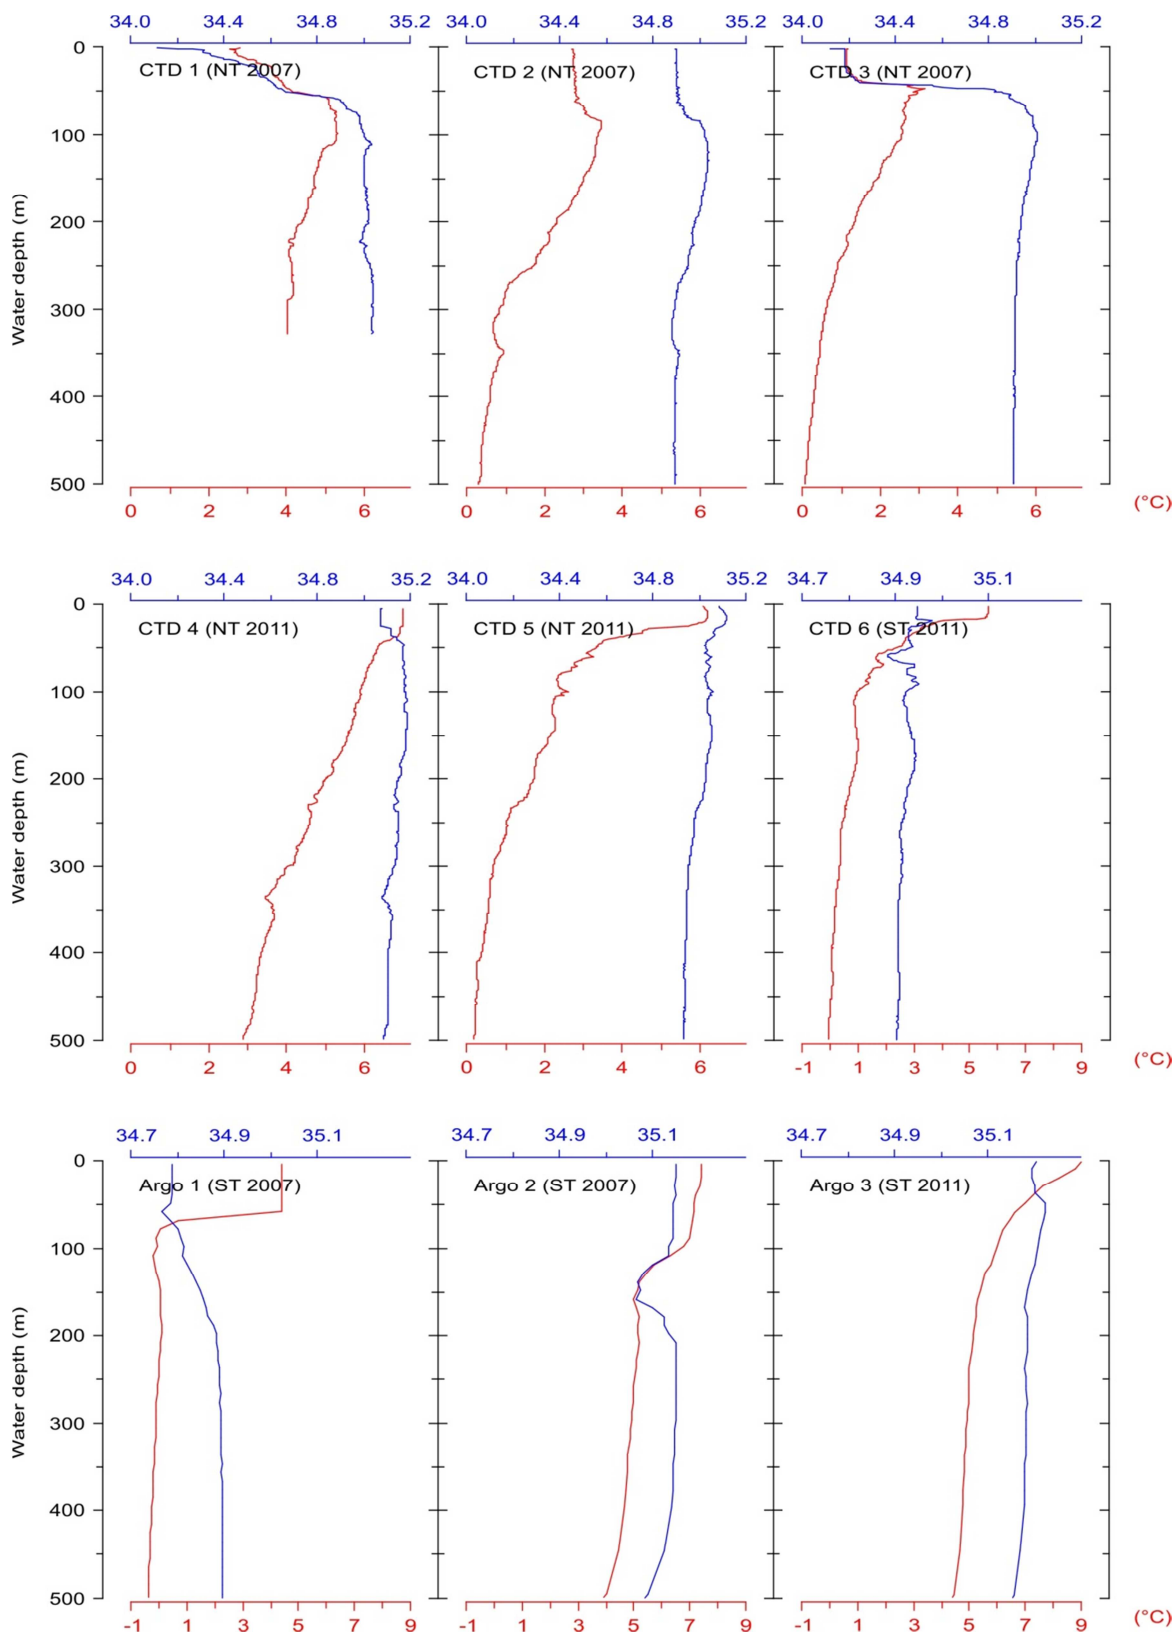 34.0 34.4 34.8 35.2 34.0 34.4 34.8 35.2 34.0 34.4 34.8 35.2
0
CTD 1 (NT 2007) CTD 2 (NT 2007) CTD 3 (NT 2007)
100
Water depth (m)
200
300
400
500
0 2 4 6 0 2 4 6 0 2 4 6 (°C)
34.0 34.4 34.8 35.2 34.0 34.4 34.8 35.2 34.7 34.9 35.1
0
CTD 4 (NT 2011) CTD 5 (NT 2011) CTD 6 (ST 2011)
100
Water depth (m)
200
300
400
500
0 2 4 6 0 2 4 6 -1 1 3 5 7 9 (°C)
34.7 34.9 35.1 34.7 34.9 35.1 34.7 34.9 35.1
0
Argo 1 (ST 2007) Argo 2 (ST 2007) Argo 3 (ST 2011)
100
Water depth (m)
200
300
400
500
-1 1 3 5 7 9 -1 1 3 5 7 9 -1 1 3 5 7 9 (°C)